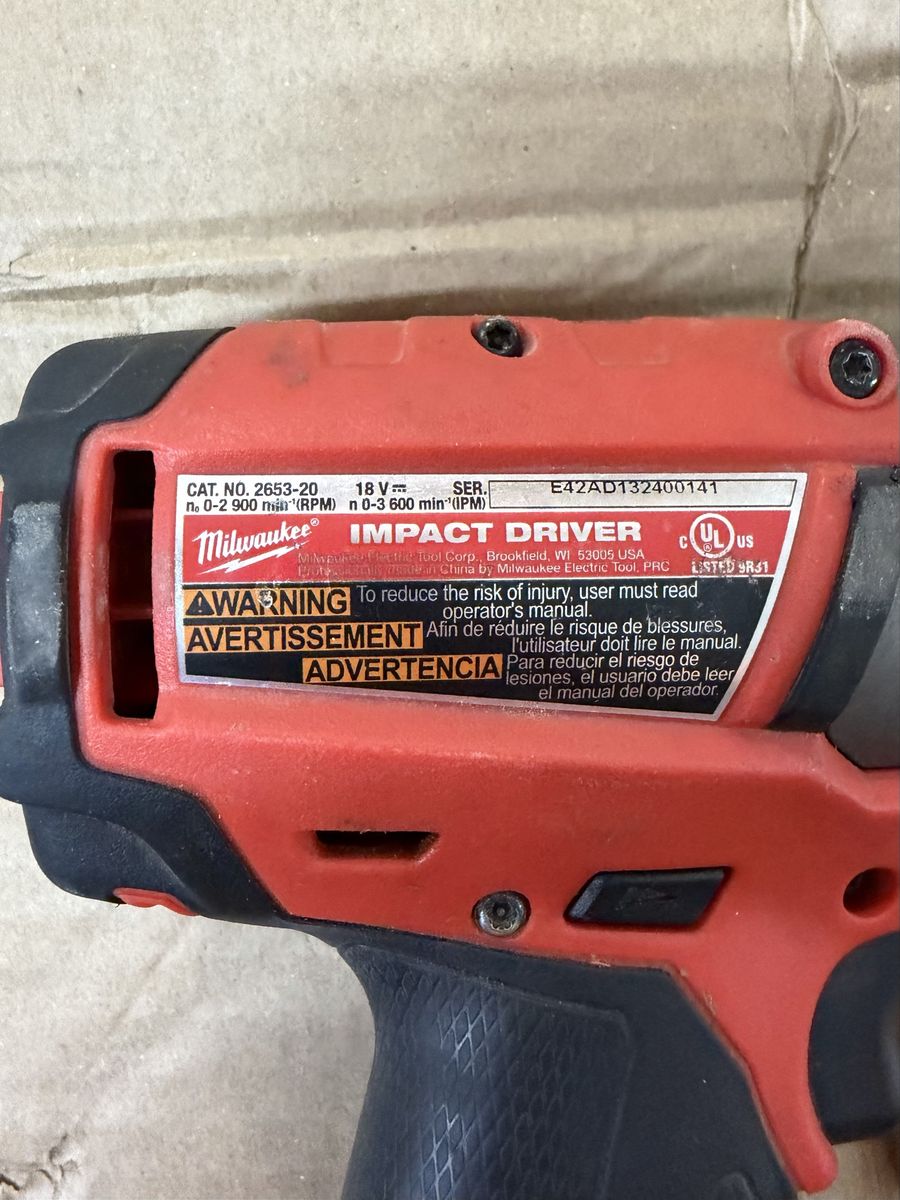 CAT. NO. 2653-20 18 V⎓ SER. E42AD132400141
n₀ 0-2 900 min⁻¹(RPM) n 0-3 600 min⁻¹(IPM)
Milwaukee® IMPACT DRIVER C UL® US
Milwaukee Electric Tool Corp., Brookfield, WI 53005 USA
Professionally made in China by Milwaukee Electric Tool, PRC LISTED 9R31
⚠WARNING To reduce the risk of injury, user must read
operator's manual.
AVERTISSEMENT Afin de réduire le risque de blessures,
l'utilisateur doit lire le manual.
ADVERTENCIA Para reducir el riesgo de
lesiones, el usuario debe leer
el manual del operador.